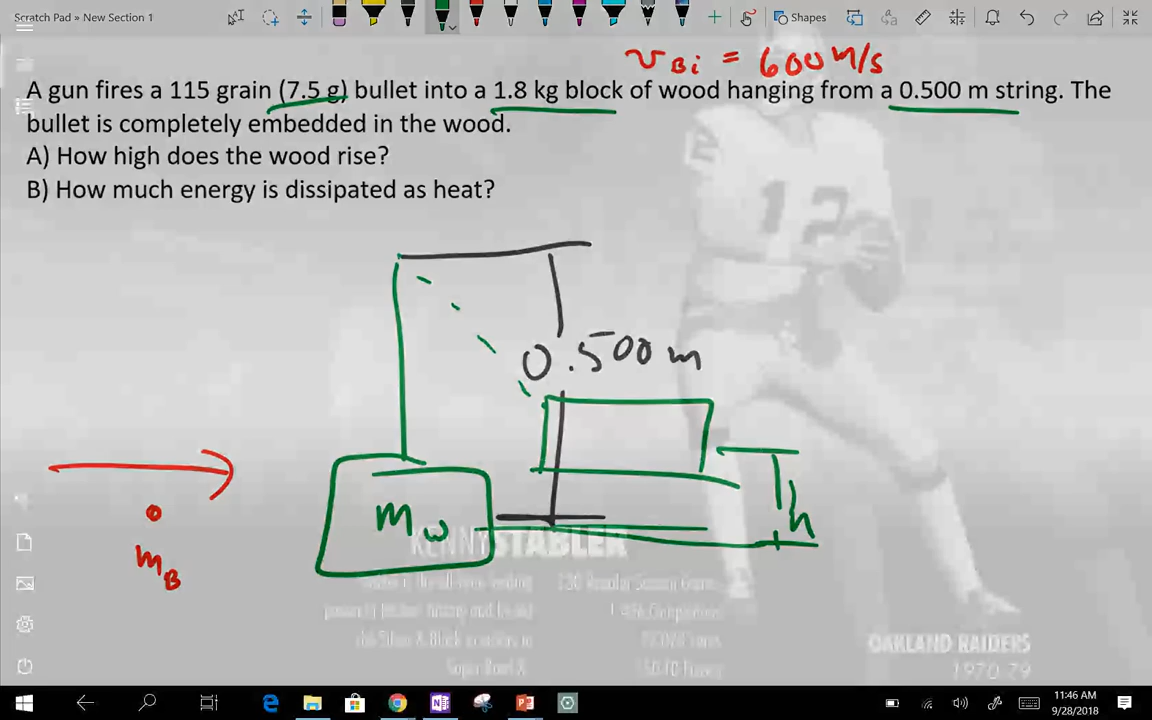 Scratch Pad » New Section 1
Shapes
v Bi = 600 m/s
A gun fires a 115 grain (7.5 g) bullet into a 1.8 kg block of wood hanging from a 0.500 m string. The
bullet is completely embedded in the wood.
A) How high does the wood rise?
B) How much energy is dissipated as heat?
12
0.500 m
h
m w
m B
KENNY STABLER
OAKLAND RAIDERS
1970-79
11:46 AM
9/28/2018